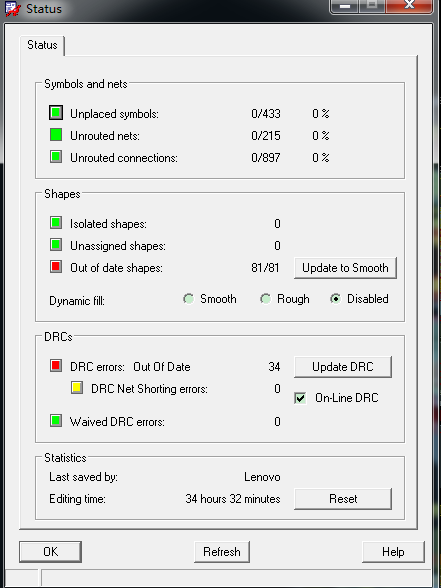 Status
Status
Symbols and nets
Unplaced symbols: 0/433 0 %
Unrouted nets: 0/215 0 %
Unrouted connections: 0/897 0 %
Shapes
Isolated shapes: 0
Unassigned shapes: 0
Out of date shapes: 81/81 Update to Smooth
Dynamic fill: Smooth Rough Disabled
DRCs
DRC errors: Out Of Date 34 Update DRC
DRC Net Shorting errors: 0
On-Line DRC
Waived DRC errors: 0
Statistics
Last saved by: Lenovo
Editing time: 34 hours 32 minutes Reset
OK Refresh Help